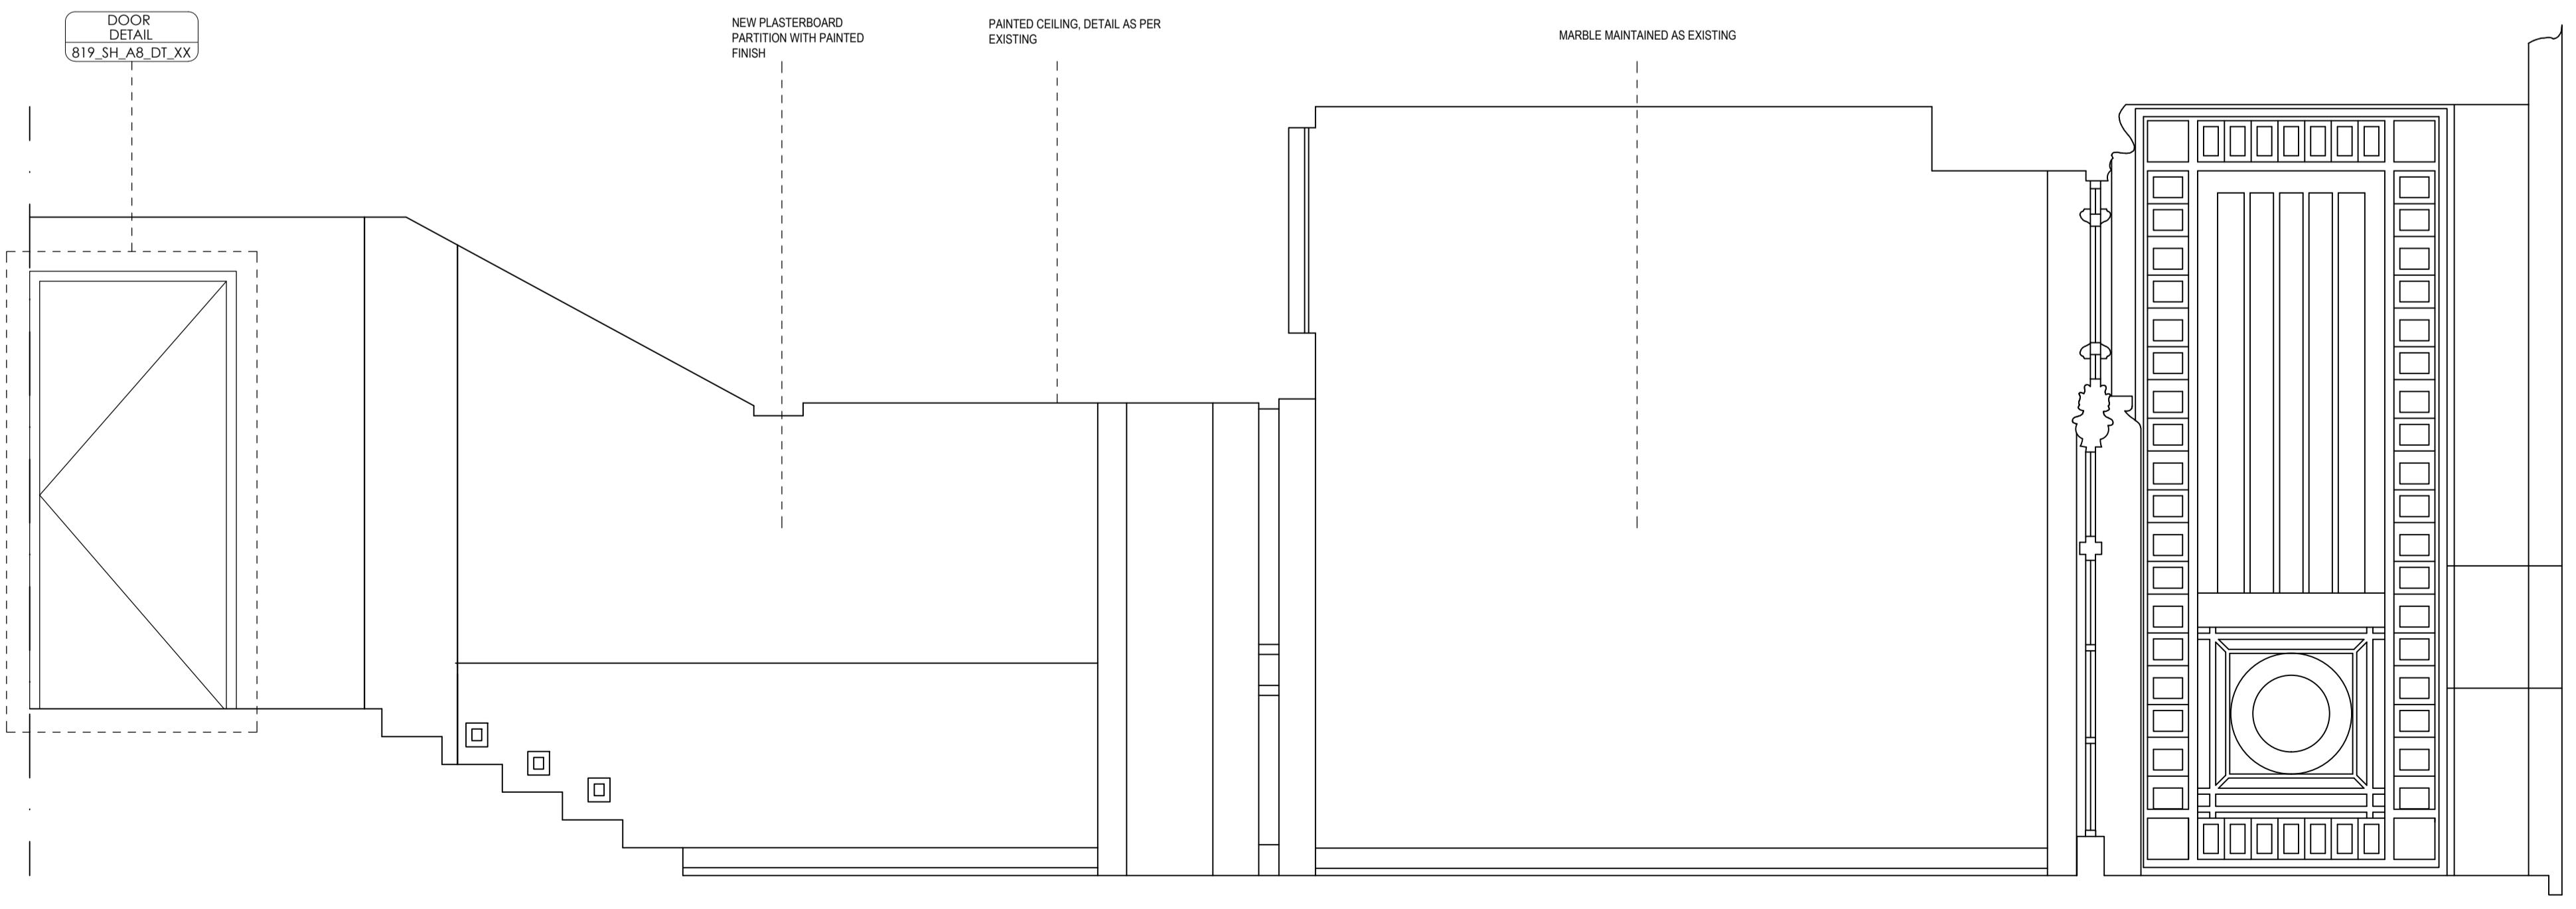 DOOR
DETAIL
819_SH_A8_DT_XX
NEW PLASTERBOARD
PARTITION WITH PAINTED
FINISH
PAINTED CEILING, DETAIL AS PER
EXISTING
MARBLE MAINTAINED AS EXISTING